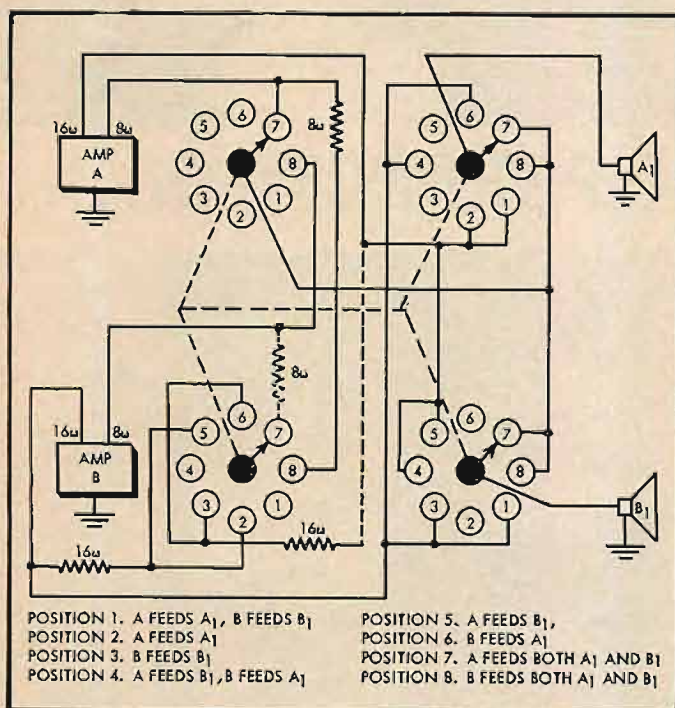 16ω 8ω
AMP
A
1 2 3 4 5 6 7 8
8ω
1 2 3 4 5 6 7 8
A1
16ω 8ω
AMP
B
8ω
1 2 3 4 5 6 7 8
16ω
16ω
1 2 3 4 5 6 7 8
B1
POSITION 1. A FEEDS A1, B FEEDS B1
POSITION 2. A FEEDS A1
POSITION 3. B FEEDS B1
POSITION 4. A FEEDS B1, B FEEDS A1
POSITION 5. A FEEDS B1,
POSITION 6. B FEEDS A1
POSITION 7. A FEEDS BOTH A1 AND B1
POSITION 8. B FEEDS BOTH A1 AND B1